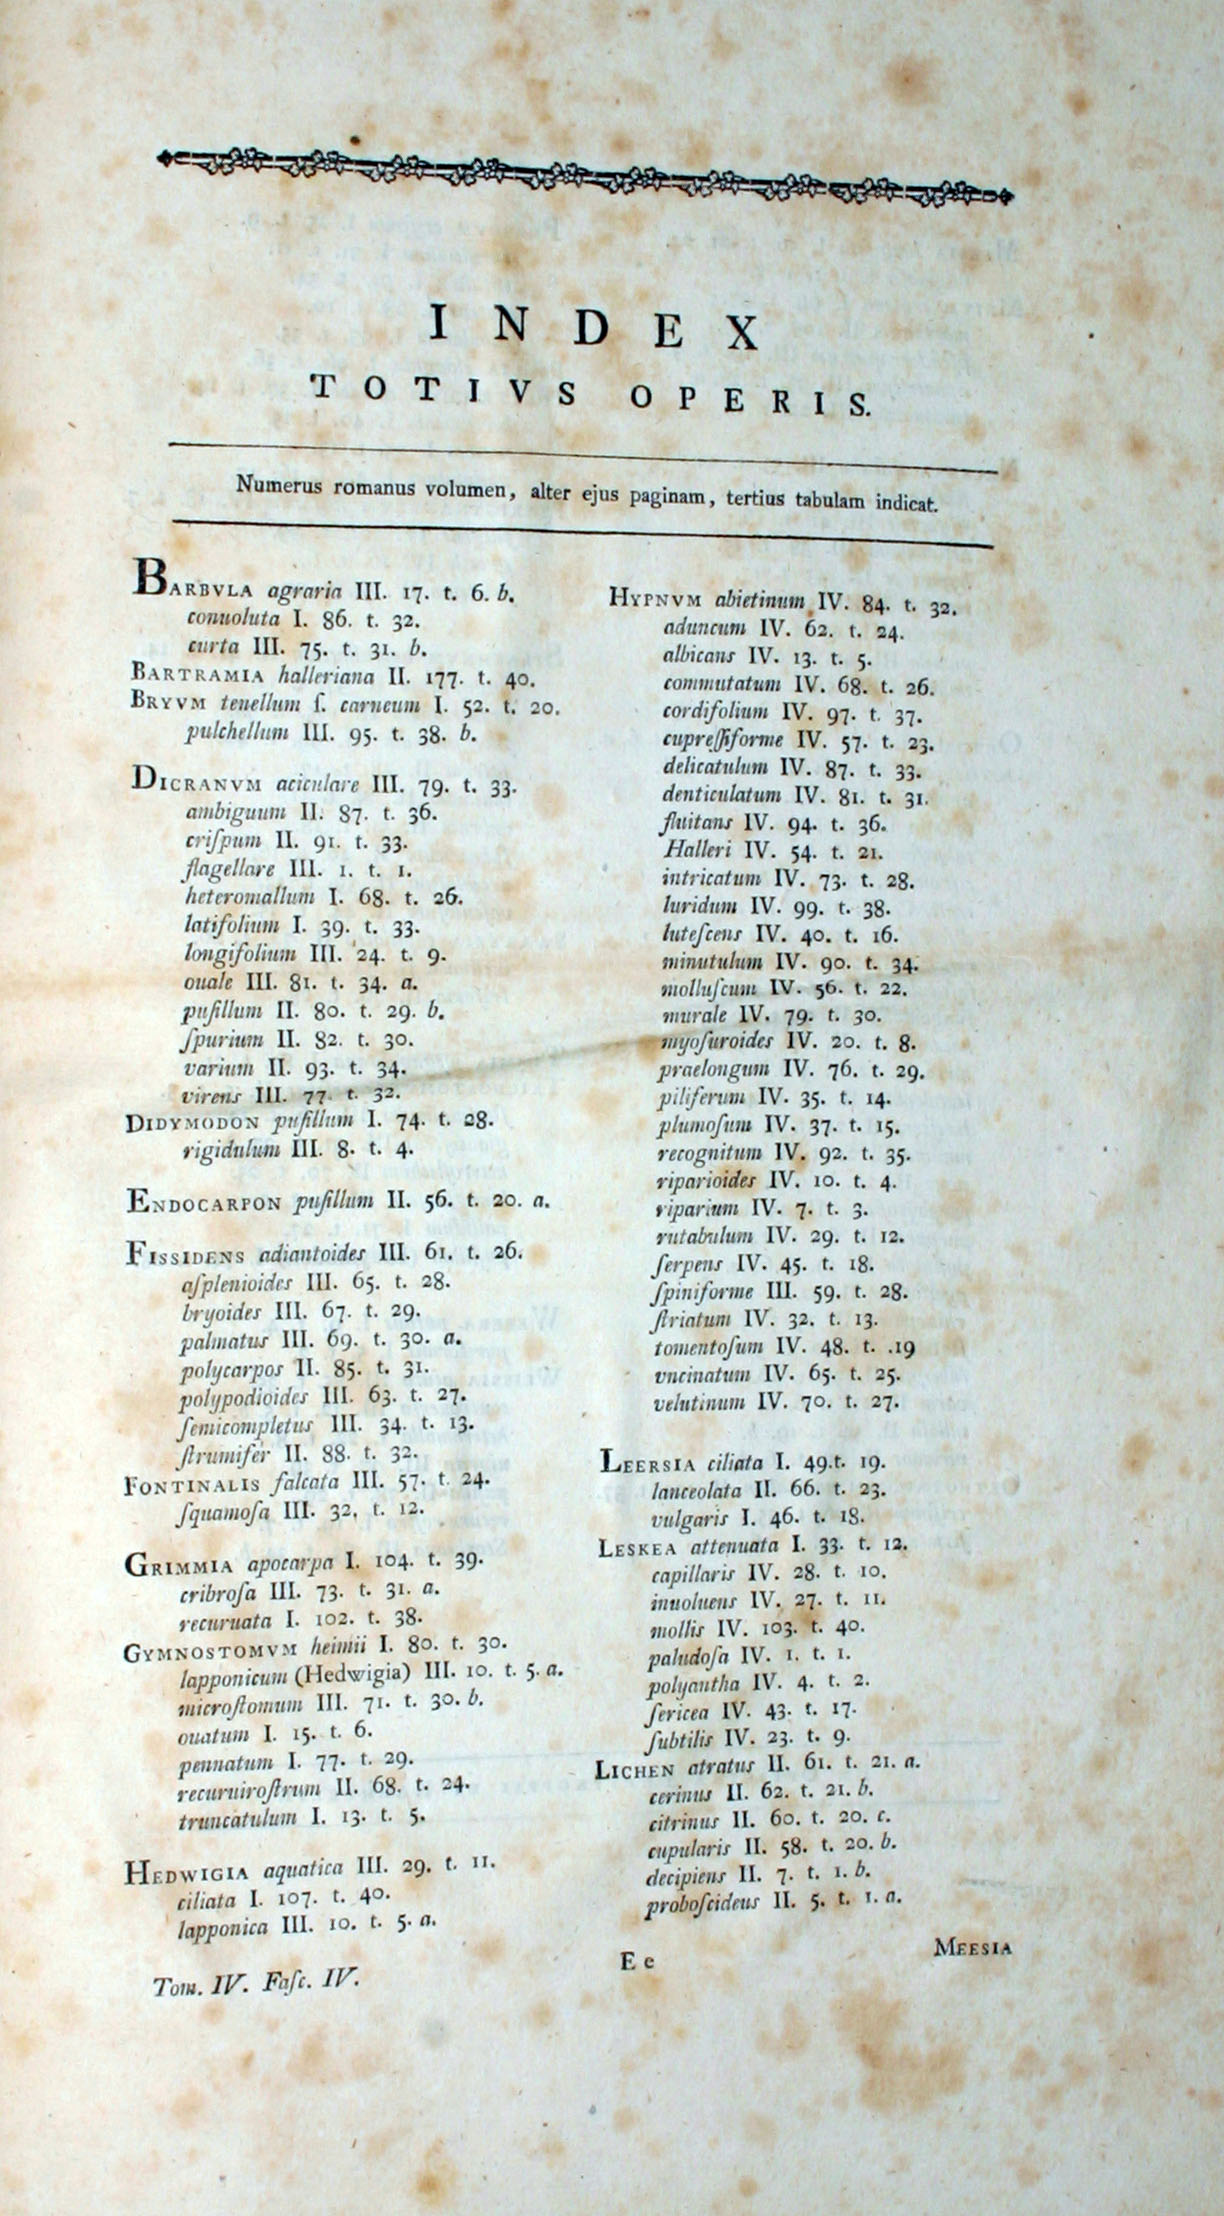 INDEX
TOTIVS OPERIS.
Numerus romanus volumen, alter ejus paginam, tertius tabulam indicat.
BARBVLA agraria III. 17. t. 6. b.
conuoluta I. 86. t. 32.
curta III. 75. t. 31. b.
BARTRAMIA halleriana II. 177. t. 40.
BRYVM tenellum ſ. carneum I. 52. t. 20.
pulchellum III. 95. t. 38. b.
DICRANVM aciculare III. 79. t. 33.
ambiguum II. 87. t. 36.
criſpum II. 91. t. 33.
flagellare III. 1. t. 1.
heteromallum I. 68. t. 26.
latifolium I. 39. t. 33.
longifolium III. 24. t. 9.
ouale III. 81. t. 34. a.
puſillum II. 80. t. 29. b.
ſpurium II. 82. t. 30.
varium II. 93. t. 34.
virens III. 77. t. 32.
DIDYMODON puſillum I. 74. t. 28.
rigidulum III. 8. t. 4.
ENDOCARPON puſillum II. 56. t. 20. a.
FISSIDENS adiantoides III. 61. t. 26.
aſplenioides III. 65. t. 28.
bryoides III. 67. t. 29.
palmatus III. 69. t. 30. a.
polycarpos II. 85. t. 31.
polypodioides III. 63. t. 27.
ſemicompletus III. 34. t. 13.
ſtrumifer II. 88. t. 32.
FONTINALIS falcata III. 57. t. 24.
ſquamoſa III. 32. t. 12.
GRIMMIA apocarpa I. 104. t. 39.
cribroſa III. 73. t. 31. a.
recuruata I. 102. t. 38.
GYMNOSTOMVM heimii I. 80. t. 30.
lapponicum (Hedwigia) III. 10. t. 5. a.
microſtomum III. 71. t. 30. b.
ouatum I. 15. t. 6.
pennatum I. 77. t. 29.
recuruiroſtrum II. 68. t. 24.
truncatulum I. 13. t. 5.
HEDWIGIA aquatica III. 29. t. 11.
ciliata I. 107. t. 40.
lapponica III. 10. t. 5. a.
Tom. IV. Faſc. IV.
HYPNVM abietinum IV. 84. t. 32.
aduncum IV. 62. t. 24.
albicans IV. 13. t. 5.
commutatum IV. 68. t. 26.
cordifolium IV. 97. t. 37.
cupreſſiforme IV. 57. t. 23.
delicatulum IV. 87. t. 33.
denticulatum IV. 81. t. 31.
fluitans IV. 94. t. 36.
Halleri IV. 54. t. 21.
intricatum IV. 73. t. 28.
luridum IV. 99. t. 38.
luteſcens IV. 40. t. 16.
minutulum IV. 90. t. 34.
molluſcum IV. 56. t. 22.
murale IV. 79. t. 30.
myoſuroides IV. 20. t. 8.
praelongum IV. 76. t. 29.
piliferum IV. 35. t. 14.
plumoſum IV. 37. t. 15.
recognitum IV. 92. t. 35.
riparioides IV. 10. t. 4.
riparium IV. 7. t. 3.
rutabulum IV. 29. t. 12.
ſerpens IV. 45. t. 18.
ſpiniforme III. 59. t. 28.
ſtriatum IV. 32. t. 13.
tomentoſum IV. 48. t. .19
vncinatum IV. 65. t. 25.
velutinum IV. 70. t. 27.
LEERSIA ciliata I. 49.t. 19.
lanceolata II. 66. t. 23.
vulgaris I. 46. t. 18.
LESKEA attenuata I. 33. t. 12.
capillaris IV. 28. t. 10.
inuoluens IV. 27. t. 11.
mollis IV. 103. t. 40.
paludoſa IV. 1. t. 1.
polyantha IV. 4. t. 2.
ſericea IV. 43. t. 17.
ſubtilis IV. 23. t. 9.
LICHEN atratus II. 61. t. 21. a.
cerinus II. 62. t. 21. b.
citrinus II. 60. t. 20. c.
cupularis II. 58. t. 20. b.
decipiens II. 7. t. 1. b.
proboſcideus II. 5. t. 1. a.
E e
MEESIA